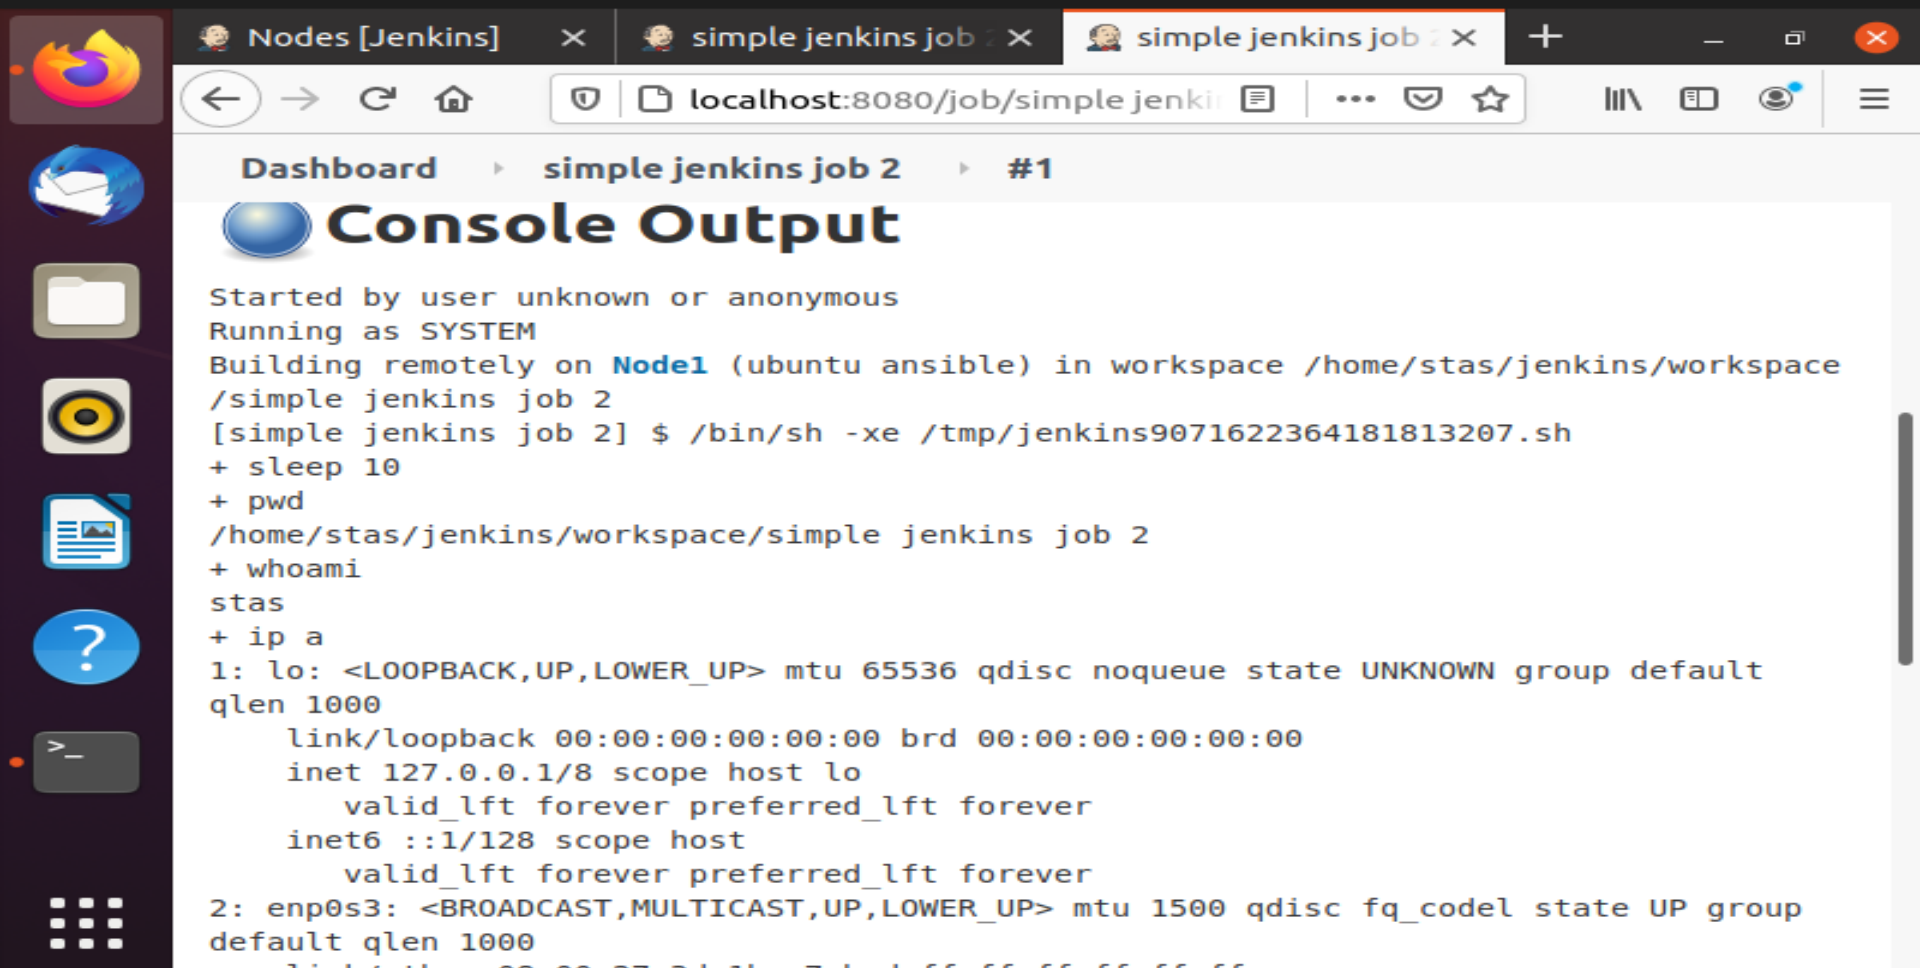 Nodes [Jenkins]
simple jenkins job
simple jenkins job
localhost:8080/job/simple jenki
Dashboard
simple jenkins job 2
#1
Console Output
Started by user unknown or anonymous
Running as SYSTEM
Building remotely on Node1 (ubuntu ansible) in workspace /home/stas/jenkins/workspace
/simple jenkins job 2
[simple jenkins job 2] $ /bin/sh -xe /tmp/jenkins9071622364181813207.sh
+ sleep 10
+ pwd
/home/stas/jenkins/workspace/simple jenkins job 2
+ whoami
stas
+ ip a
1: lo: <LOOPBACK,UP,LOWER_UP> mtu 65536 qdisc noqueue state UNKNOWN group default
qlen 1000
link/loopback 00:00:00:00:00:00 brd 00:00:00:00:00:00
inet 127.0.0.1/8 scope host lo
valid_lft forever preferred_lft forever
inet6 ::1/128 scope host
valid_lft forever preferred_lft forever
2: enp0s3: <BROADCAST,MULTICAST,UP,LOWER_UP> mtu 1500 qdisc fq_codel state UP group
default qlen 1000